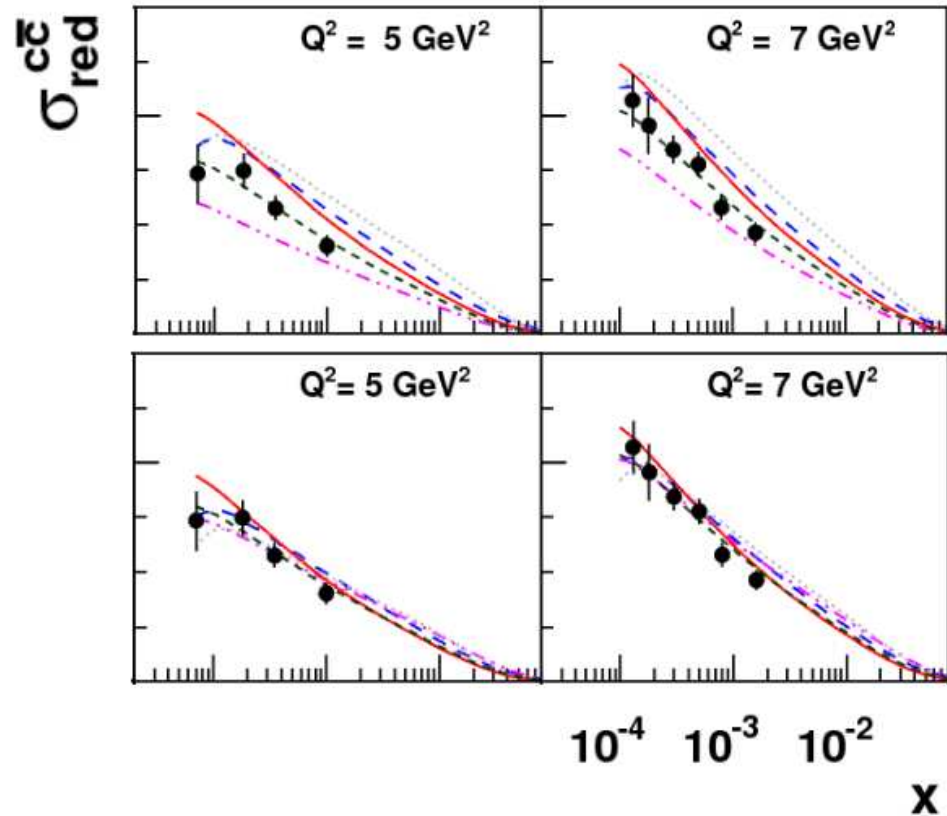 σ_red^cc̄
Q² = 5 GeV²
Q² = 7 GeV²
Q² = 5 GeV²
Q² = 7 GeV²
10⁻⁴ 10⁻³ 10⁻²
x